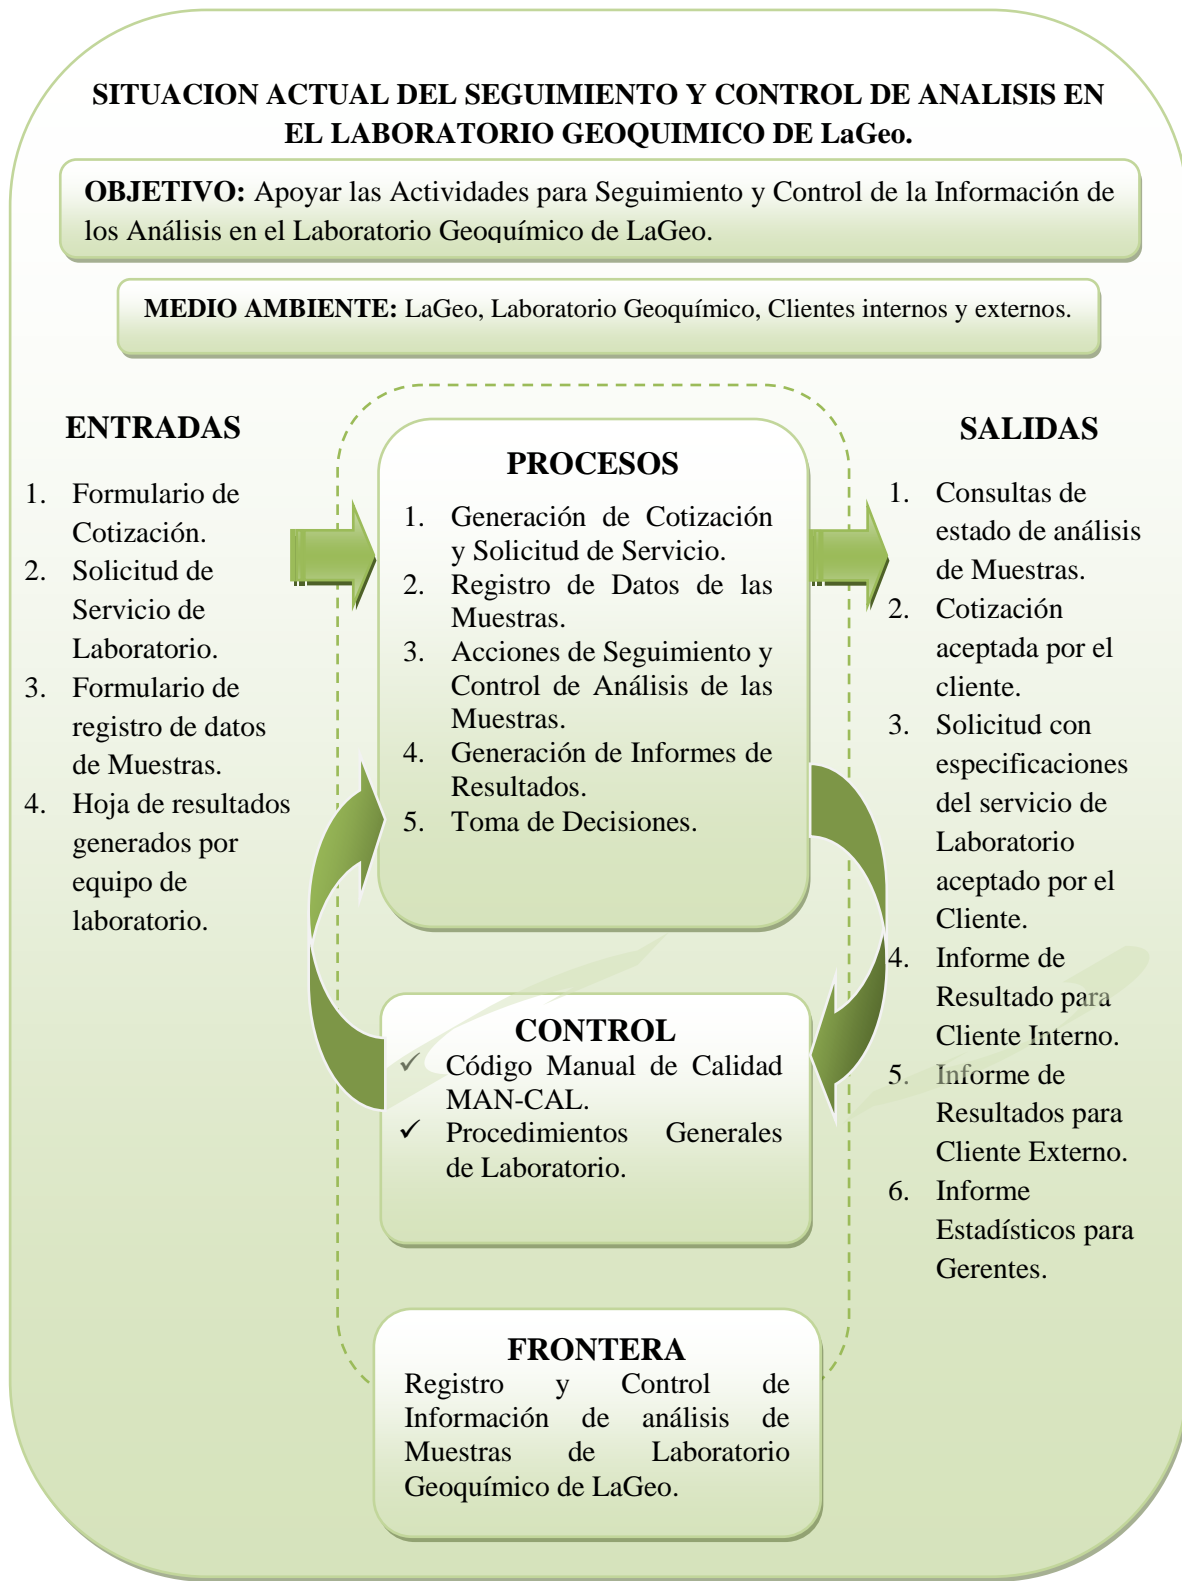 SITUACION ACTUAL DEL SEGUIMIENTO Y CONTROL DE ANALISIS EN
EL LABORATORIO GEOQUIMICO DE LaGeo.
OBJETIVO: Apoyar las Actividades para Seguimiento y Control de la Información de
los Análisis en el Laboratorio Geoquímico de LaGeo.
MEDIO AMBIENTE: LaGeo, Laboratorio Geoquímico, Clientes internos y externos.
ENTRADAS
1. Formulario de
Cotización.
2. Solicitud de
Servicio de
Laboratorio.
3. Formulario de
registro de datos
de Muestras.
4. Hoja de resultados
generados por
equipo de
laboratorio.
PROCESOS
1. Generación de Cotización
y Solicitud de Servicio.
2. Registro de Datos de las
Muestras.
3. Acciones de Seguimiento y
Control de Análisis de las
Muestras.
4. Generación de Informes de
Resultados.
5. Toma de Decisiones.
CONTROL
✓ Código Manual de Calidad
MAN-CAL.
✓ Procedimientos Generales
de Laboratorio.
FRONTERA
Registro y Control de
Información de análisis de
Muestras de Laboratorio
Geoquímico de LaGeo.
SALIDAS
1. Consultas de
estado de análisis
de Muestras.
2. Cotización
aceptada por el
cliente.
3. Solicitud con
especificaciones
del servicio de
Laboratorio
aceptado por el
Cliente.
4. Informe de
Resultado para
Cliente Interno.
5. Informe de
Resultados para
Cliente Externo.
6. Informe
Estadísticos para
Gerentes.